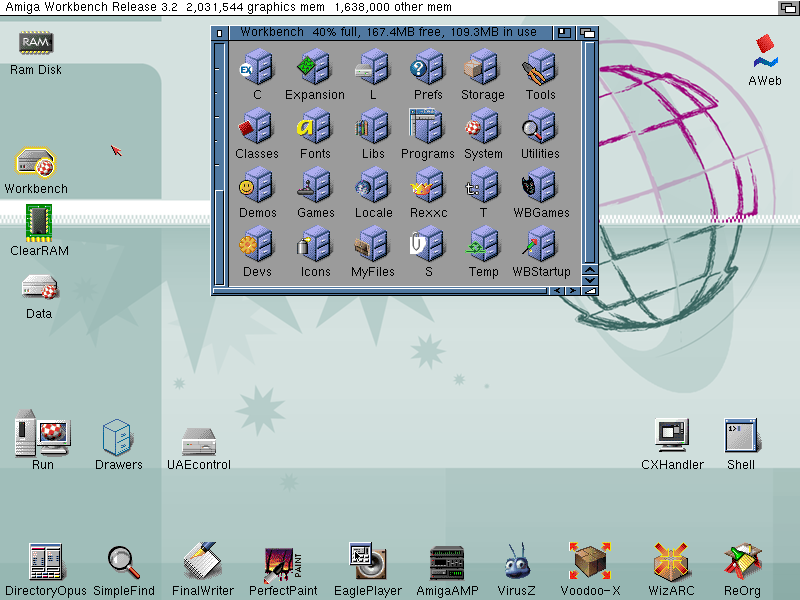 Amiga Workbench Release 3.2 2,031,544 graphics mem 1,638,000 other mem
Workbench 40% full, 167.4MB free, 109.3MB in use
RAM
Ram Disk
EX
C Expansion L Prefs Storage Tools
AWeb
Classes Fonts Libs Programs System Utilities
Workbench
t:
Demos Games Locale Rexxc T WBGames
ClearRAM
Devs Icons MyFiles S Temp WBStartup
Data
1>
Run Drawers UAEcontrol CXHandler Shell
PAINT
DirectoryOpus SimpleFind FinalWriter PerfectPaint EaglePlayer AmigaAMP VirusZ Voodoo-X WizARC ReOrg